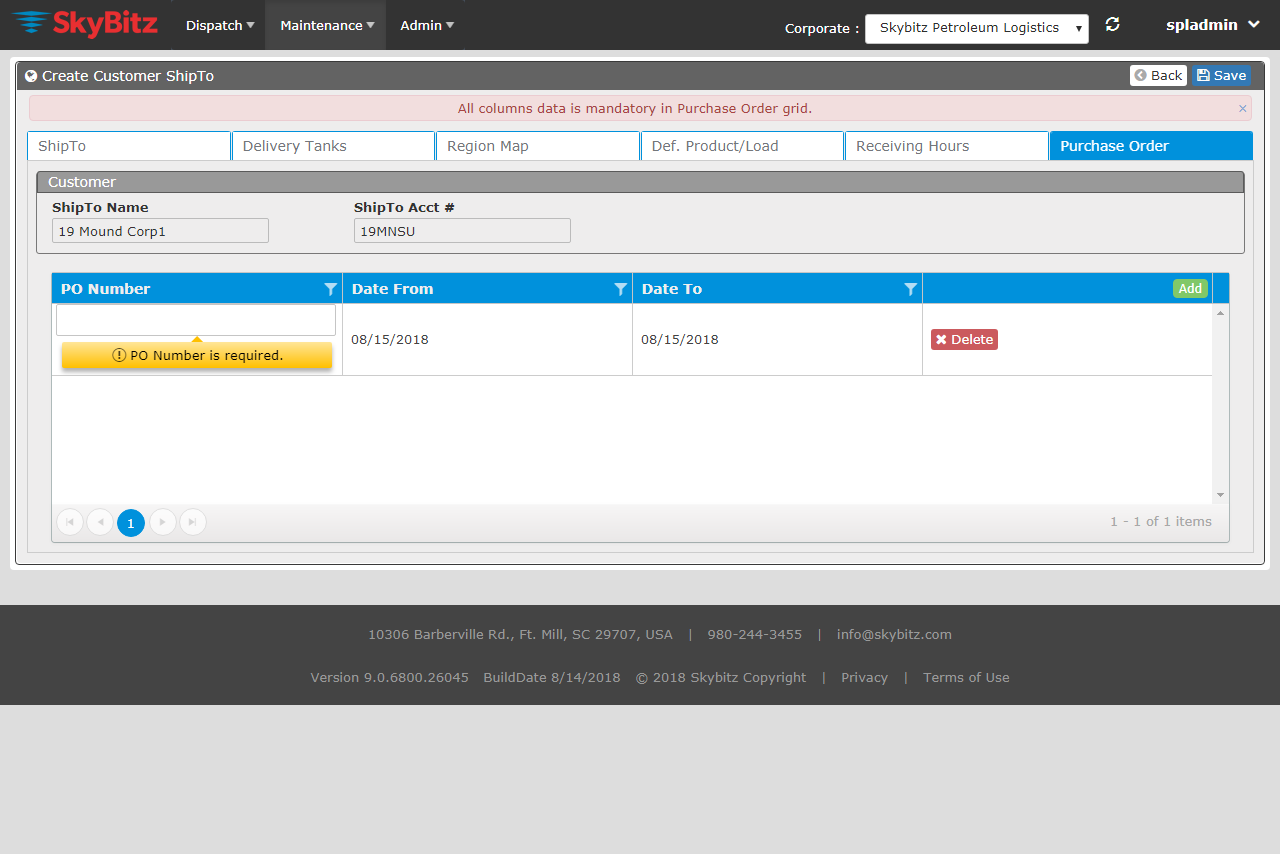 SkyBitz Dispatch Maintenance Admin Corporate : Skybitz Petroleum Logistics spladmin
Create Customer ShipTo Back Save
All columns data is mandatory in Purchase Order grid. ×
ShipTo Delivery Tanks Region Map Def. Product/Load Receiving Hours Purchase Order
Customer
ShipTo Name ShipTo Acct #
19 Mound Corp1 19MNSU
PO Number Date From Date To Add
08/15/2018 08/15/2018 Delete
PO Number is required.
1 1 - 1 of 1 items
10306 Barberville Rd., Ft. Mill, SC 29707, USA | 980-244-3455 | info@skybitz.com
Version 9.0.6800.26045 BuildDate 8/14/2018 © 2018 Skybitz Copyright | Privacy | Terms of Use